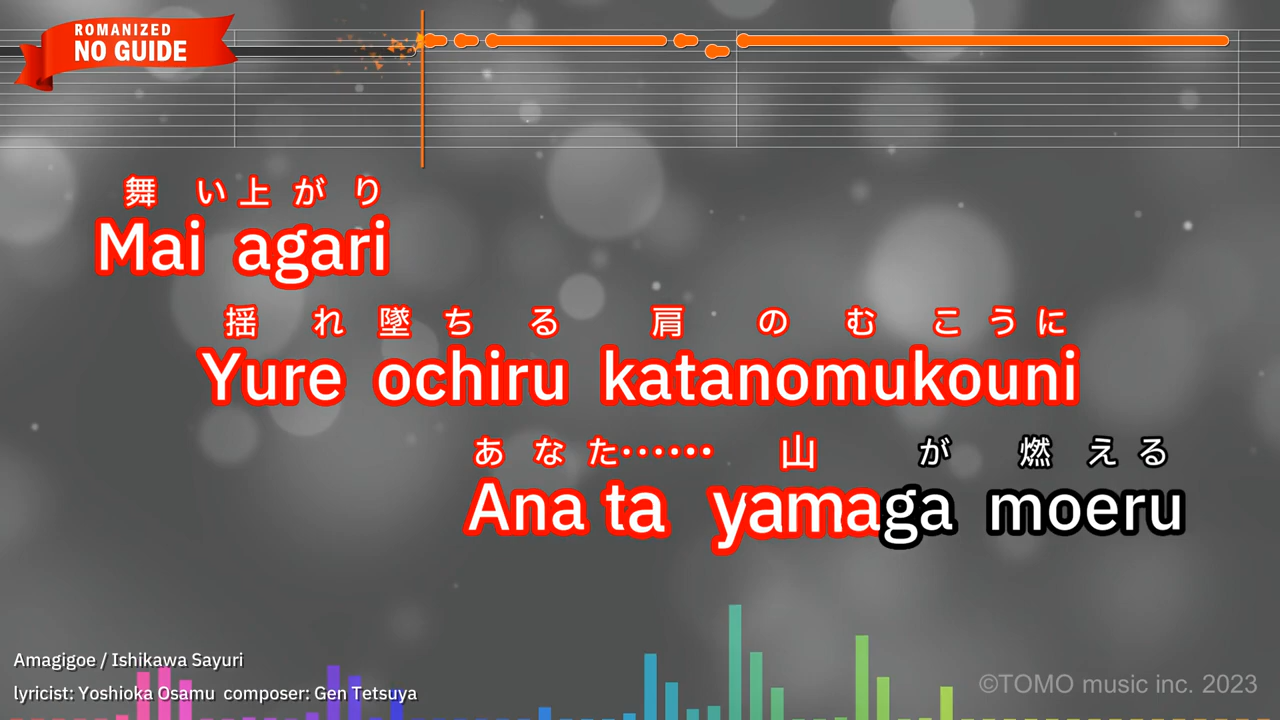 ROMANIZED
NO GUIDE
舞い上がり
Mai agari
揺れ墜ちる肩のむこうに
Yure ochiru katanomukouni
あなた⋯⋯山が燃える
Ana ta yamaga moeru
Amagigoe / Ishikawa Sayuri
lyricist: Yoshioka Osamu composer: Gen Tetsuya
©TOMO music inc. 2023